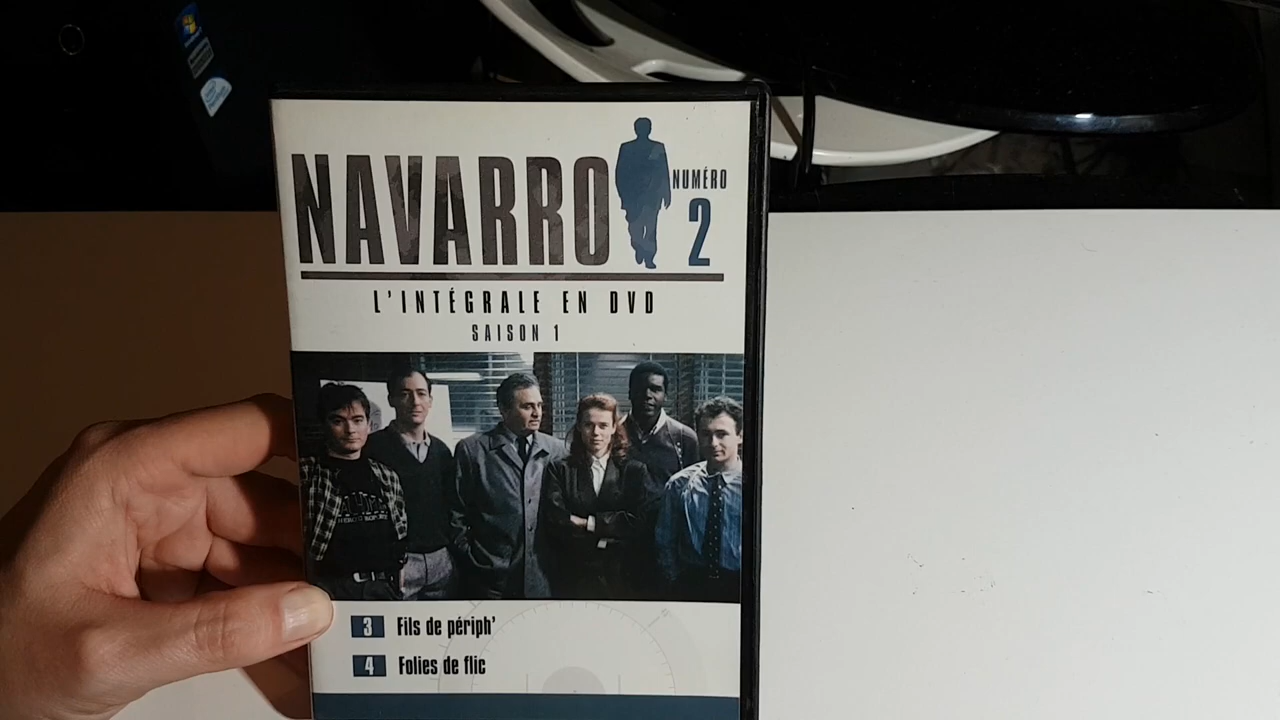 NAVARRO
NUMÉRO
2
L'INTÉGRALE EN DVD
SAISON 1
3 Fils de périph'
4 Folies de flic